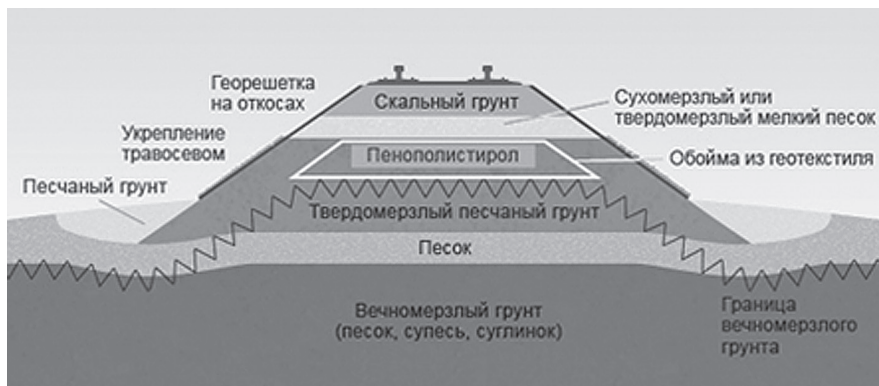 Георешетка
на откосах
Скальный грунт
Сухомерзлый или
твердомерзлый мелкий песок
Укрепление
травосевом
Пенополистирол
Обойма из геотекстиля
Песчаный грунт
Твердомерзлый песчаный грунт
Песок
Вечномерзлый грунт
(песок, супесь, суглинок)
Граница
вечномерзлого
грунта